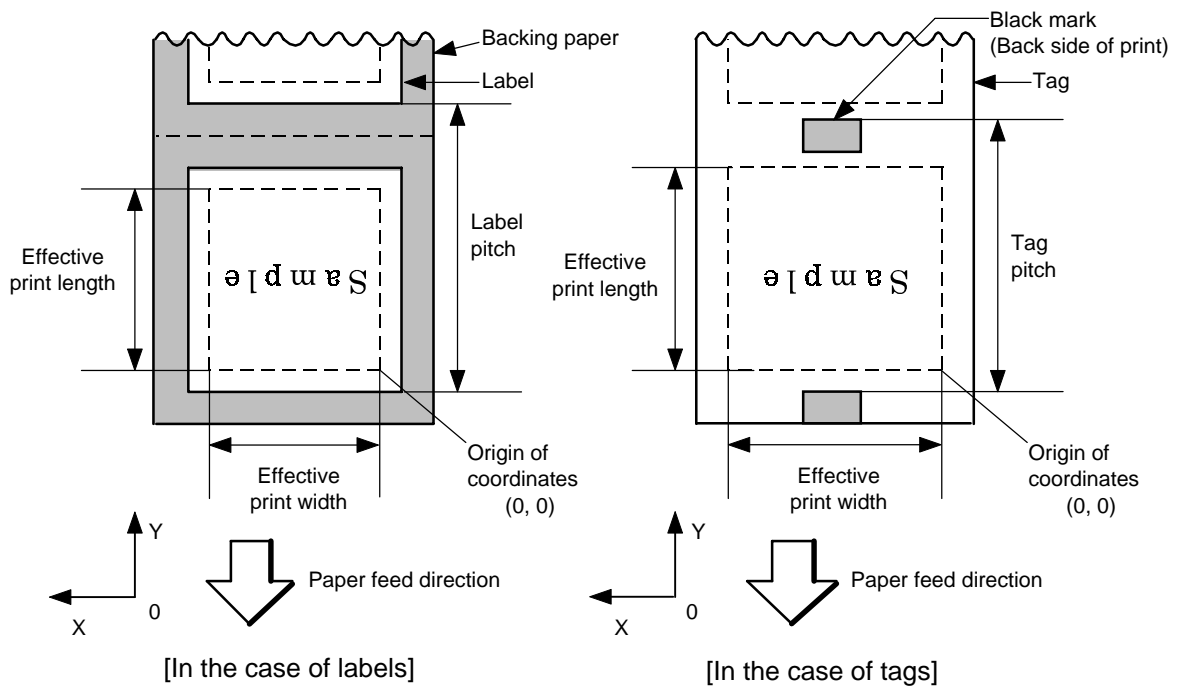 Backing paper
Label
Label
pitch
Effective
print length
Sample
Effective
print width
Origin of
coordinates
(0, 0)
Y
0
X
Paper feed direction
[In the case of labels]
Black mark
(Back side of print)
Tag
Tag
pitch
Effective
print length
Sample
Effective
print width
Origin of
coordinates
(0, 0)
Y
0
X
Paper feed direction
[In the case of tags]